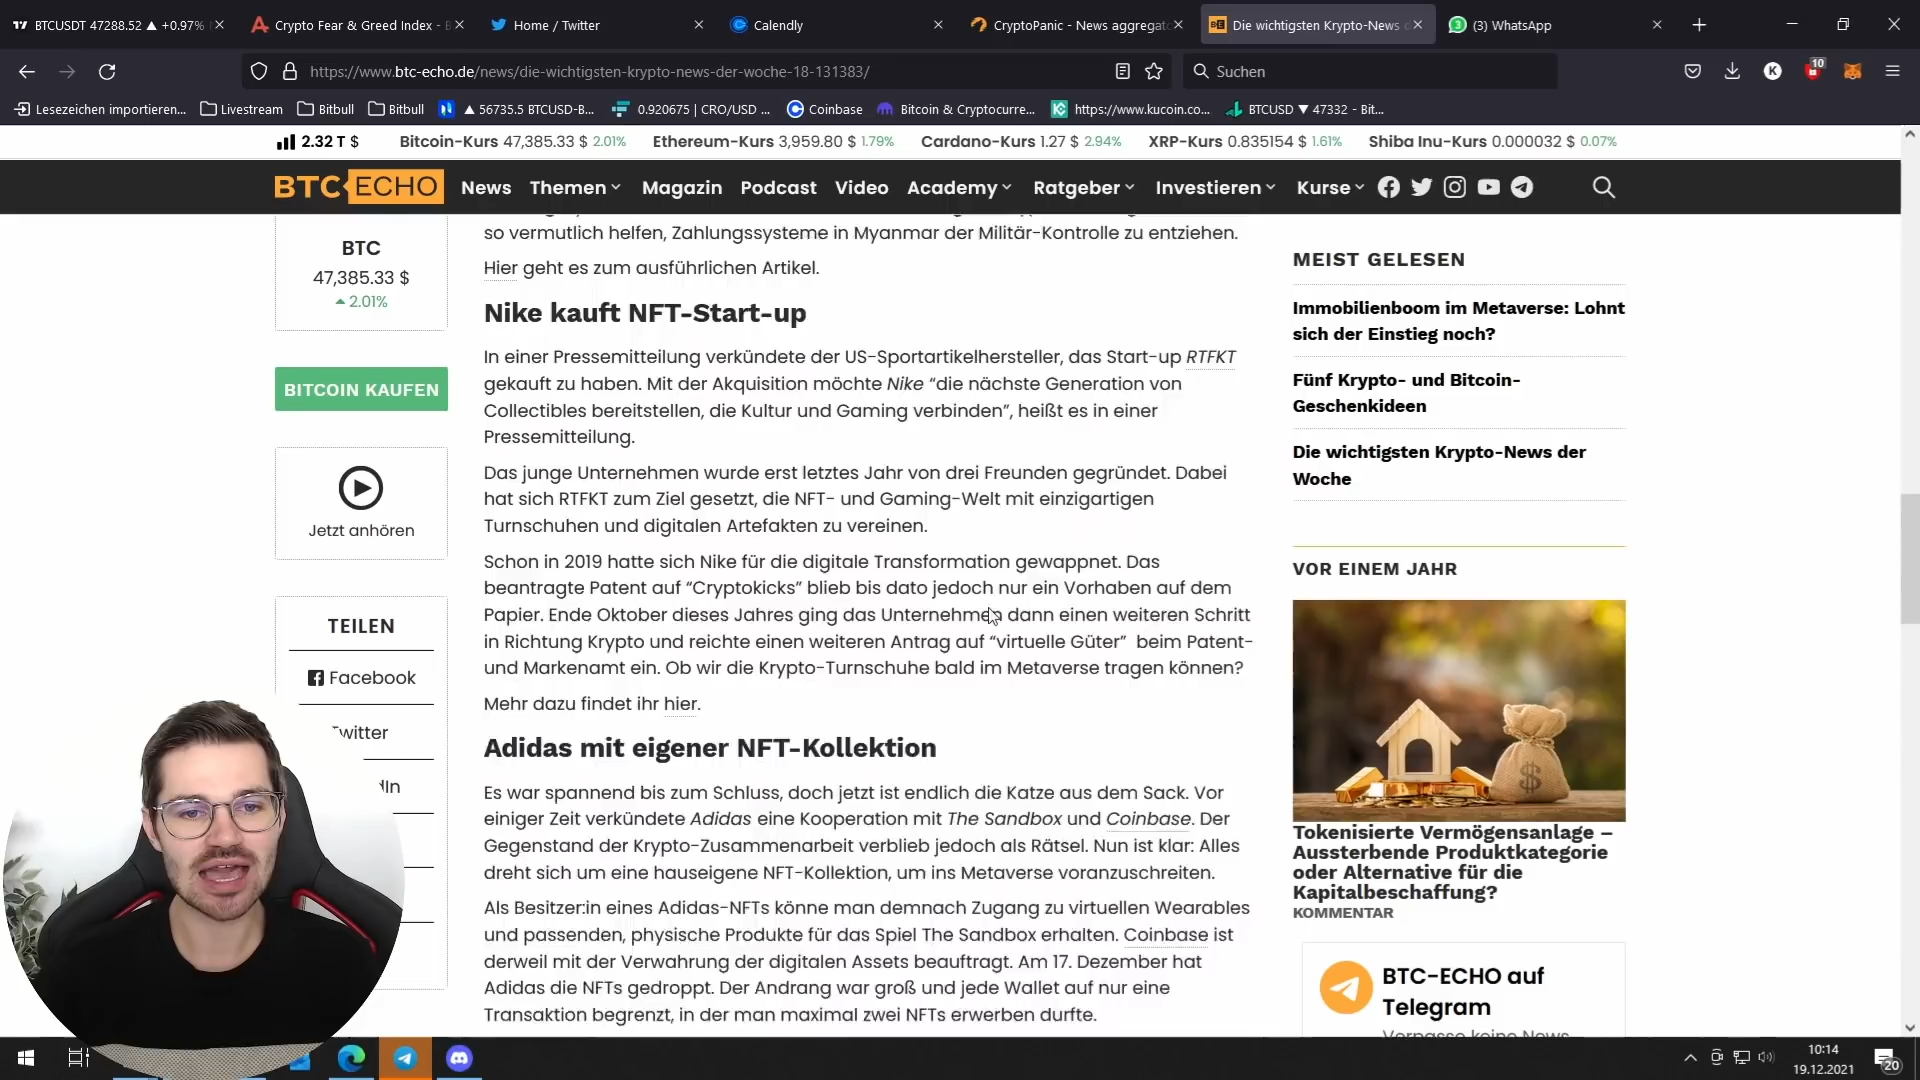 BTCUSDT 47288.52 ▲ +0.97%
Crypto Fear & Greed Index - B
Home / Twitter
Calendly
CryptoPanic - News aggregato
Die wichtigsten Krypto-News
(3) WhatsApp
https://www.btc-echo.de/news/die-wichtigsten-krypto-news-der-woche-18-131383/
Suchen
K
10
Lesezeichen importieren...
Livestream
Bitbull
Bitbull
▲ 56735.5 BTCUSD-B...
0.920675 | CRO/USD ...
Coinbase
Bitcoin & Cryptocurre...
https://www.kucoin.co...
BTCUSD ▼ 47332 - Bit...
2.32 T $
Bitcoin-Kurs 47,385.33 $ 2.01%
Ethereum-Kurs 3,959.80 $ 1.79%
Cardano-Kurs 1.27 $ 2.94%
XRP-Kurs 0.835154 $ 1.61%
Shiba Inu-Kurs 0.000032 $ 0.07%
BTC ECHO
News
Themen
Magazin
Podcast
Video
Academy
Ratgeber
Investieren
Kurse
BTC
47,385.33 $
2.01%
BITCOIN KAUFEN
Jetzt anhören
TEILEN
Facebook
witter
dIn
so vermutlich helfen, Zahlungssysteme in Myanmar der Militär-Kontrolle zu entziehen.
Hier geht es zum ausführlichen Artikel.
Nike kauft NFT-Start-up
In einer Pressemitteilung verkündete der US-Sportartikelhersteller, das Start-up RTFKT
gekauft zu haben. Mit der Akquisition möchte Nike “die nächste Generation von
Collectibles bereitstellen, die Kultur und Gaming verbinden”, heißt es in einer
Pressemitteilung.
Das junge Unternehmen wurde erst letztes Jahr von drei Freunden gegründet. Dabei
hat sich RTFKT zum Ziel gesetzt, die NFT- und Gaming-Welt mit einzigartigen
Turnschuhen und digitalen Artefakten zu vereinen.
Schon in 2019 hatte sich Nike für die digitale Transformation gewappnet. Das
beantragte Patent auf “Cryptokicks” blieb bis dato jedoch nur ein Vorhaben auf dem
Papier. Ende Oktober dieses Jahres ging das Unternehmen dann einen weiteren Schritt
in Richtung Krypto und reichte einen weiteren Antrag auf “virtuelle Güter” beim Patent-
und Markenamt ein. Ob wir die Krypto-Turnschuhe bald im Metaverse tragen können?
Mehr dazu findet ihr hier.
Adidas mit eigener NFT-Kollektion
Es war spannend bis zum Schluss, doch jetzt ist endlich die Katze aus dem Sack. Vor
einiger Zeit verkündete Adidas eine Kooperation mit The Sandbox und Coinbase. Der
Gegenstand der Krypto-Zusammenarbeit verblieb jedoch als Rätsel. Nun ist klar: Alles
dreht sich um eine hauseigene NFT-Kollektion, um ins Metaverse voranzuschreiten.
Als Besitzer:in eines Adidas-NFTs könne man demnach Zugang zu virtuellen Wearables
und passenden, physische Produkte für das Spiel The Sandbox erhalten. Coinbase ist
derweil mit der Verwahrung der digitalen Assets beauftragt. Am 17. Dezember hat
Adidas die NFTs gedroppt. Der Andrang war groß und jede Wallet auf nur eine
Transaktion begrenzt, in der man maximal zwei NFTs erwerben durfte.
MEIST GELESEN
Immobilienboom im Metaverse: Lohnt
sich der Einstieg noch?
Fünf Krypto- und Bitcoin-
Geschenkideen
Die wichtigsten Krypto-News der
Woche
VOR EINEM JAHR
$
Tokenisierte Vermögensanlage –
Aussterbende Produktkategorie
oder Alternative für die
Kapitalbeschaffung?
KOMMENTAR
BTC-ECHO auf
Telegram
Verpasse keine News
10:14
19.12.2021
20